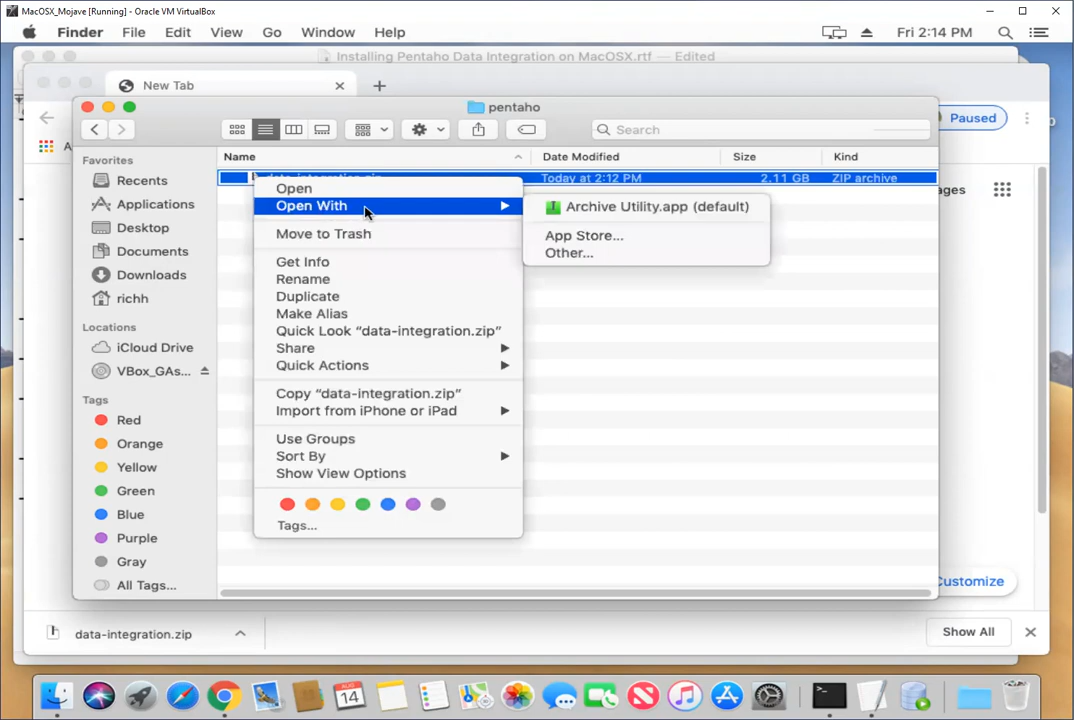 MacOSX_Mojave [Running] - Oracle VM VirtualBox
Finder File Edit View Go Window Help Fri 2:14 PM
Installing Pentaho Data Integration on MacOSX.rtf — Edited
New Tab
pentaho
Paused
Search
Favorites
Name Date Modified Size Kind
data-integration.zip Today at 2:12 PM 2.11 GB ZIP archive
Recents
Applications
Desktop
Documents
Downloads
richh
Locations
iCloud Drive
VBox_GAs...
Tags
Red
Orange
Yellow
Green
Blue
Purple
Gray
All Tags...
Open
Open With
Move to Trash
Get Info
Rename
Duplicate
Make Alias
Quick Look “data-integration.zip”
Share
Quick Actions
Copy “data-integration.zip”
Import from iPhone or iPad
Use Groups
Sort By
Show View Options
Tags...
Archive Utility.app (default)
App Store...
Other...
ages
Customize
data-integration.zip
Show All
AUG
14